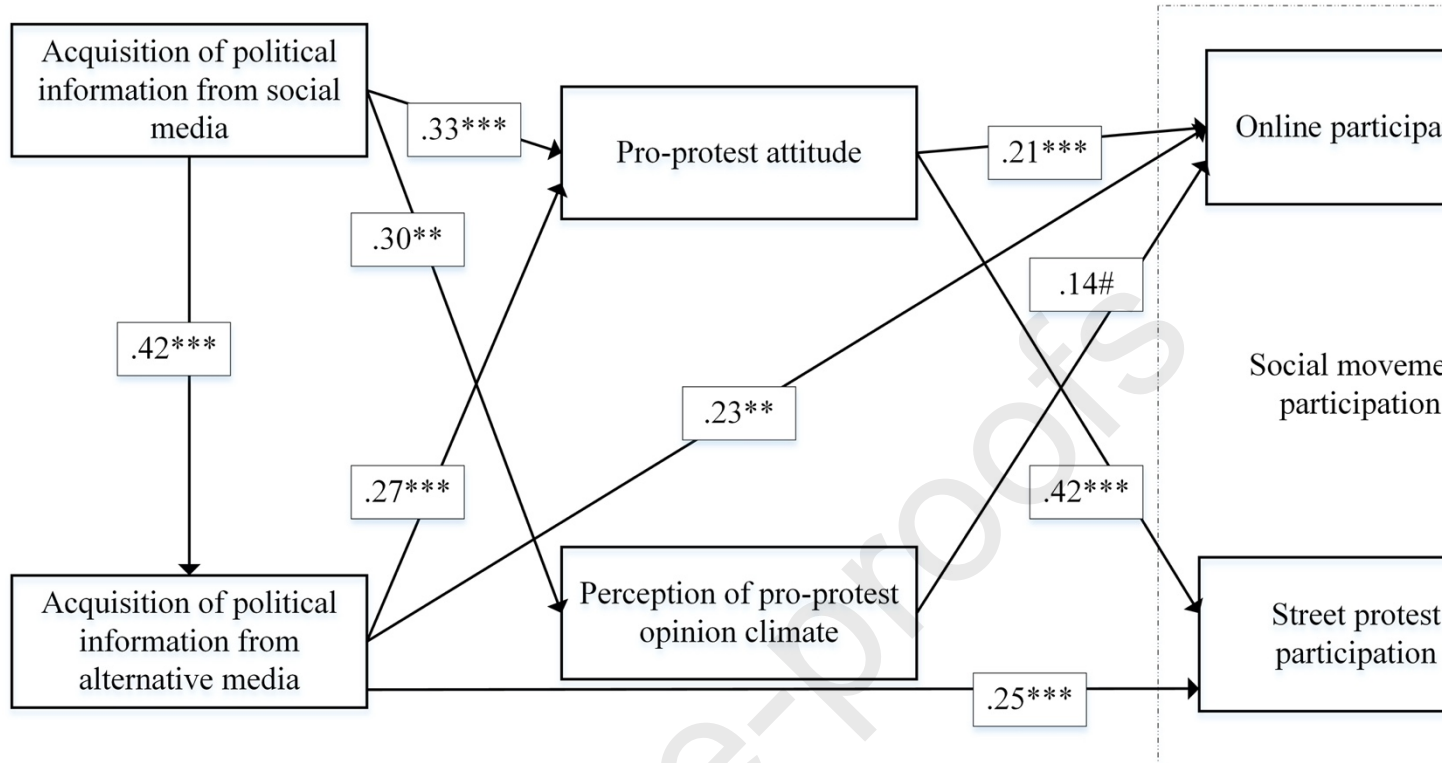 Acquisition of political
information from social
media
.33***
Pro-protest attitude
.21***
Online participa
.30**
.14#
.42***
Social moveme
participation
.23**
.27***
.42***
Acquisition of political
information from
alternative media
Perception of pro-protest
opinion climate
Street protest
participation
.25***
e-proofs